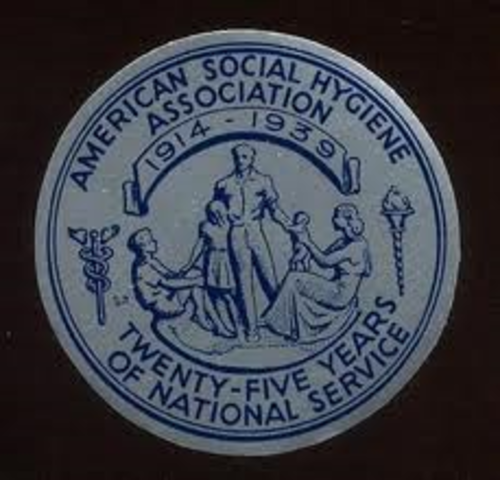 AMERICAN SOCIAL HYGIENE
ASSOCIATION
1914 - 1939
TWENTY-FIVE YEARS
OF NATIONAL SERVICE